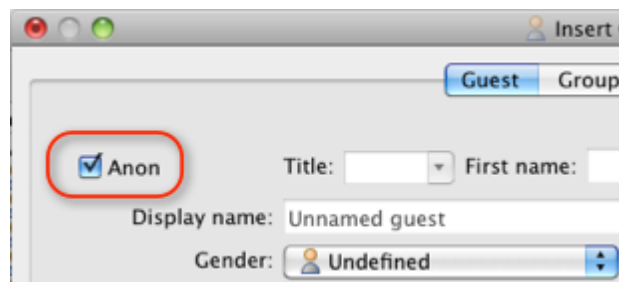 Insert
Guest Group
Anon Title: First name:
Display name: Unnamed guest
Gender: Undefined